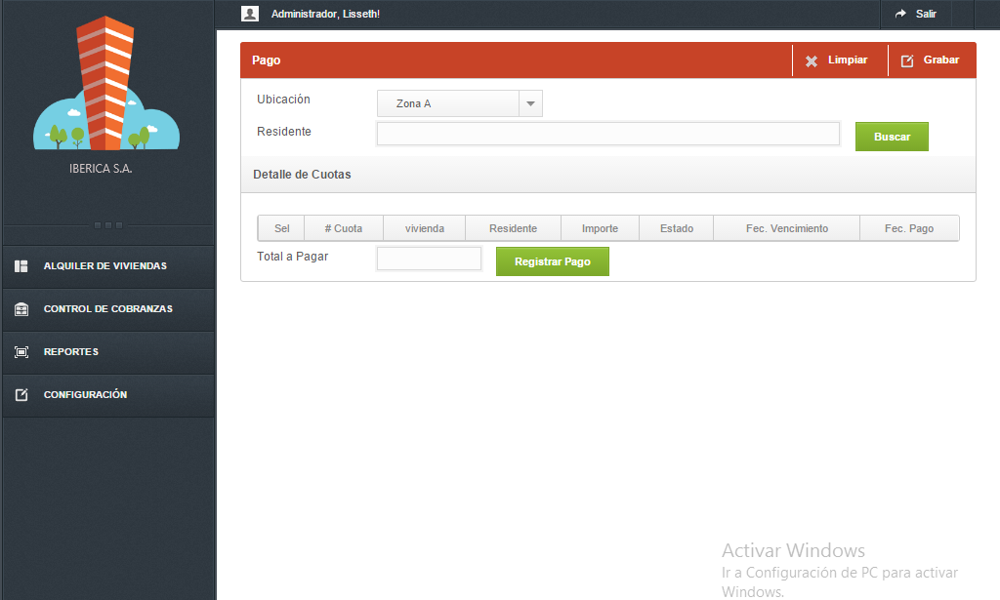 Administrador, Lisseth!
Salir
IBERICA S.A.
ALQUILER DE VIVIENDAS
CONTROL DE COBRANZAS
REPORTES
CONFIGURACIÓN
Pago
Limpiar
Grabar
Ubicación
Zona A
Residente
Buscar
Detalle de Cuotas
Sel # Cuota vivienda Residente Importe Estado Fec. Vencimiento Fec. Pago
Total a Pagar
Registrar Pago
Activar Windows
Ir a Configuración de PC para activar
Windows.